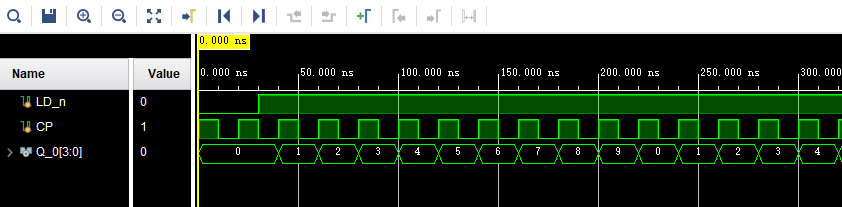 0.000 ns
Name Value
0.000 ns 50.000 ns 100.000 ns 150.000 ns 200.000 ns 250.000 ns 300.000
LD_n 0
CP 1
Q_0[3:0] 0 0 1 2 3 4 5 6 7 8 9 0 1 2 3 4